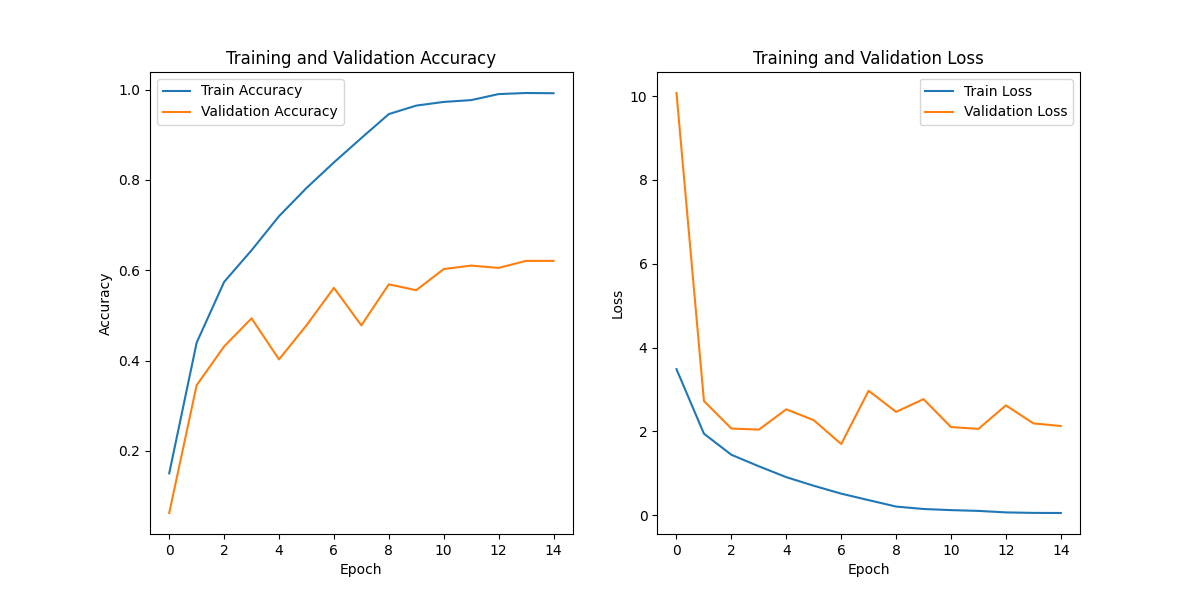 Training and Validation Accuracy
Train Accuracy
Validation Accuracy
1.0
0.8
0.6
0.4
0.2
Accuracy
0 2 4 6 8 10 12 14
Epoch
Training and Validation Loss
Train Loss
Validation Loss
10
8
6
4
2
0
Loss
0 2 4 6 8 10 12 14
Epoch